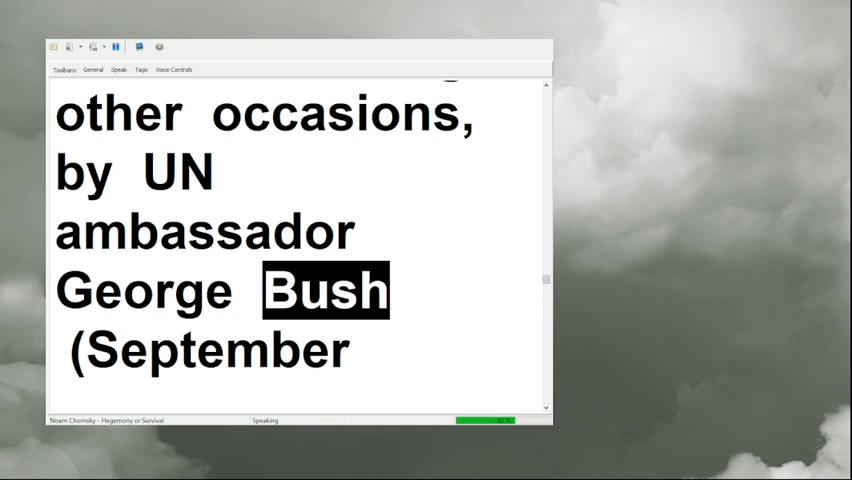 Toolbars: General Speak Tags Voice Controls
other occasions,
by UN
ambassador
George Bush
(September
Noam Chomsky - Hegemony or Survival Speaking 62 %